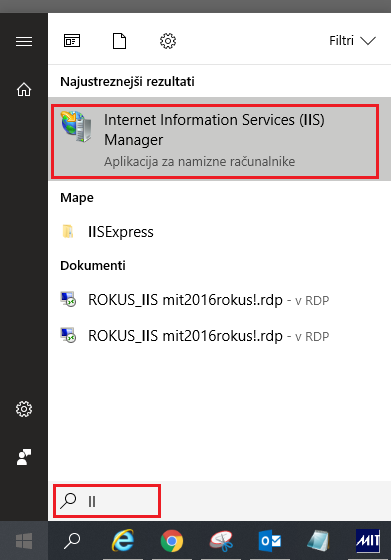 Filtri
Najustreznejši rezultati
Internet Information Services (IIS)
Manager
Aplikacija za namizne računalnike
Mape
IISExpress
Dokumenti
ROKUS_IIS mit2016rokus!.rdp - v RDP
ROKUS_IIS mit2016rokus!.rdp - v RDP
II
MIT